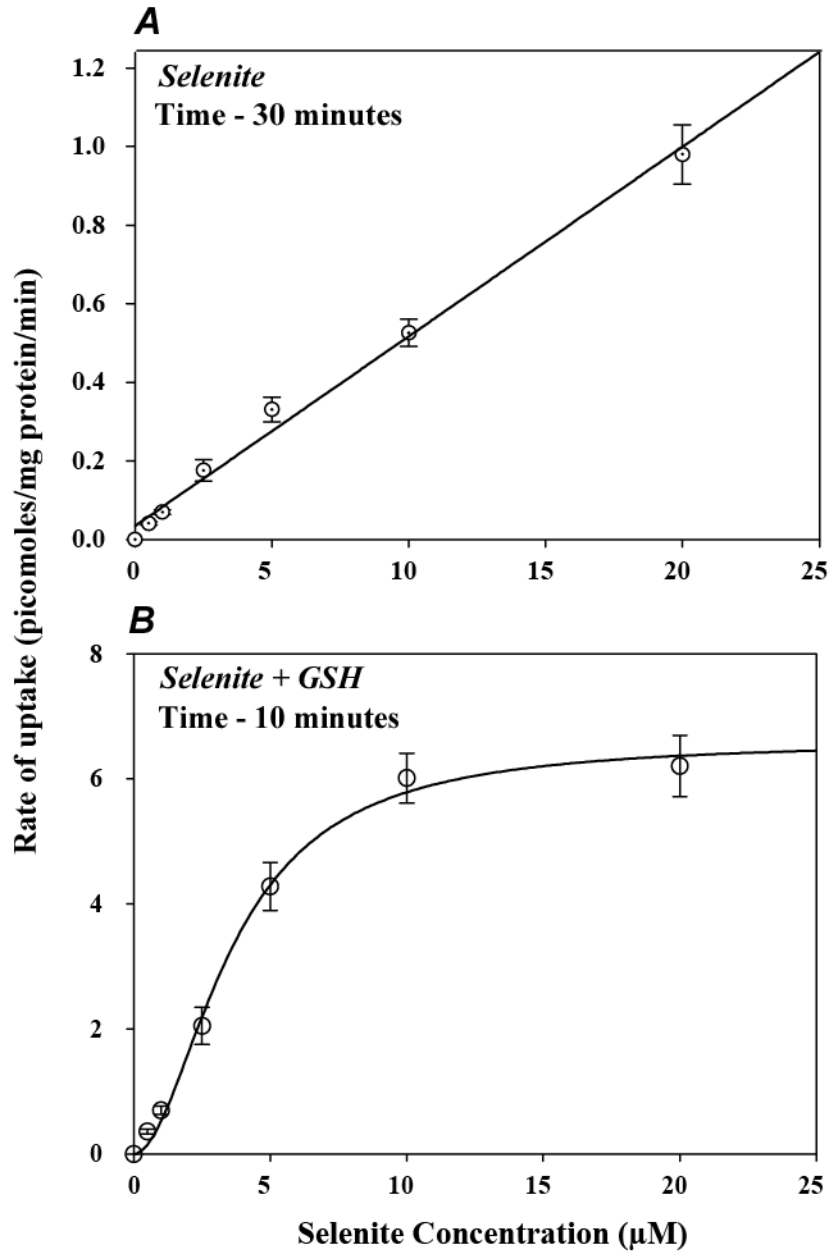 A
Selenite
Time - 30 minutes
1.2
1.0
0.8
0.6
0.4
0.2
0.0
0 5 10 15 20 25
Rate of uptake (picomoles/mg protein/min)
B
Selenite + GSH
Time - 10 minutes
8
6
4
2
0
0 5 10 15 20 25
Selenite Concentration (µM)